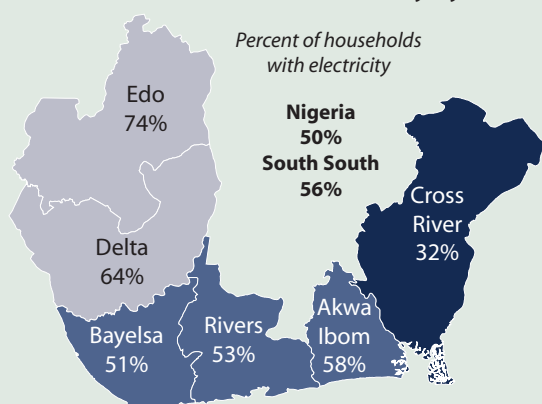 Percent of households
with electricity
Nigeria
50%
South South
56%
Edo
74%
Delta
64%
Bayelsa
51%
Rivers
53%
Akwa
Ibom
58%
Cross
River
32%